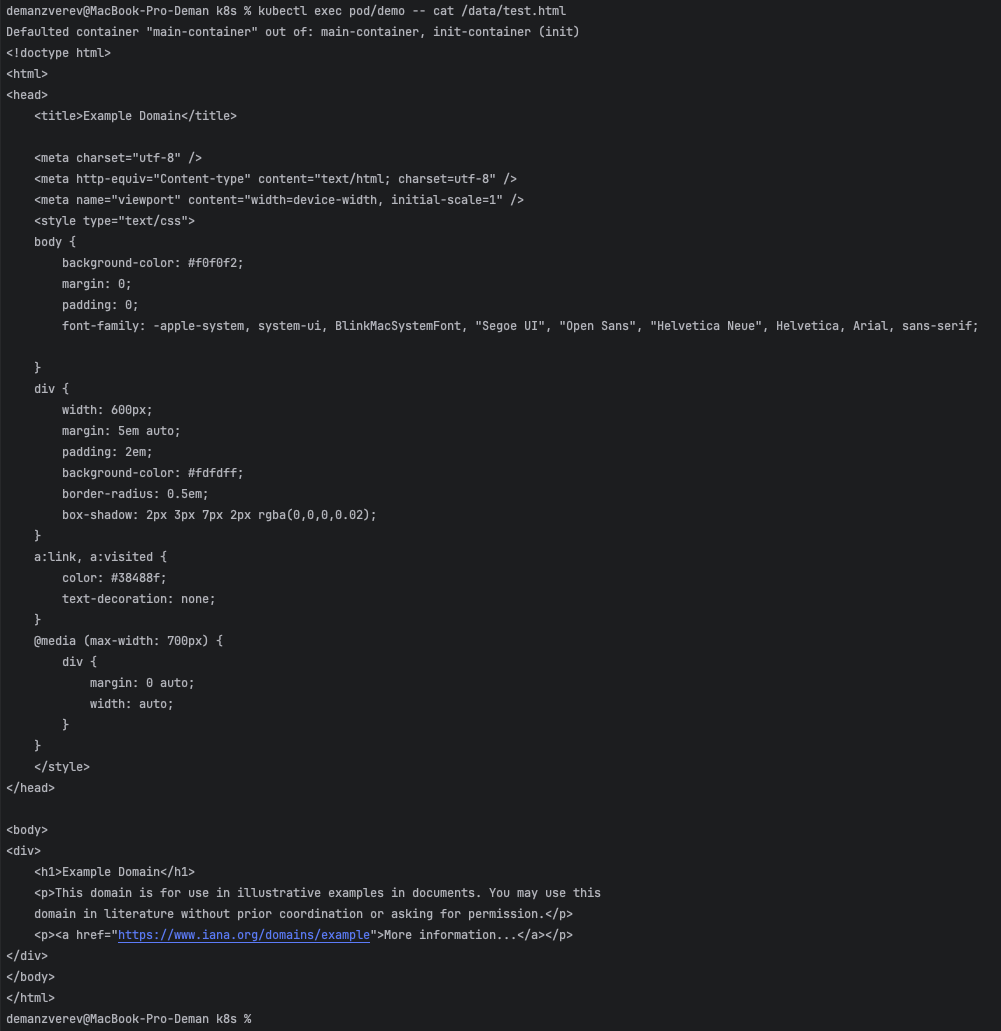 demanzverev@MacBook-Pro-Deman k8s % kubectl exec pod/demo -- cat /data/test.html
Defaulted container "main-container" out of: main-container, init-container (init)
<!doctype html>
<html>
<head>
    <title>Example Domain</title>

    <meta charset="utf-8" />
    <meta http-equiv="Content-type" content="text/html; charset=utf-8" />
    <meta name="viewport" content="width=device-width, initial-scale=1" />
    <style type="text/css">
    body {
        background-color: #f0f0f2;
        margin: 0;
        padding: 0;
        font-family: -apple-system, system-ui, BlinkMacSystemFont, "Segoe UI", "Open Sans", "Helvetica Neue", Helvetica, Arial, sans-serif;

    }
    div {
        width: 600px;
        margin: 5em auto;
        padding: 2em;
        background-color: #fdfdff;
        border-radius: 0.5em;
        box-shadow: 2px 3px 7px 2px rgba(0,0,0,0.02);
    }
    a:link, a:visited {
        color: #38488f;
        text-decoration: none;
    }
    @media (max-width: 700px) {
        div {
            margin: 0 auto;
            width: auto;
        }
    }
    </style>
</head>

<body>
<div>
    <h1>Example Domain</h1>
    <p>This domain is for use in illustrative examples in documents. You may use this
    domain in literature without prior coordination or asking for permission.</p>
    <p><a href="https://www.iana.org/domains/example">More information...</a></p>
</div>
</body>
</html>
demanzverev@MacBook-Pro-Deman k8s %